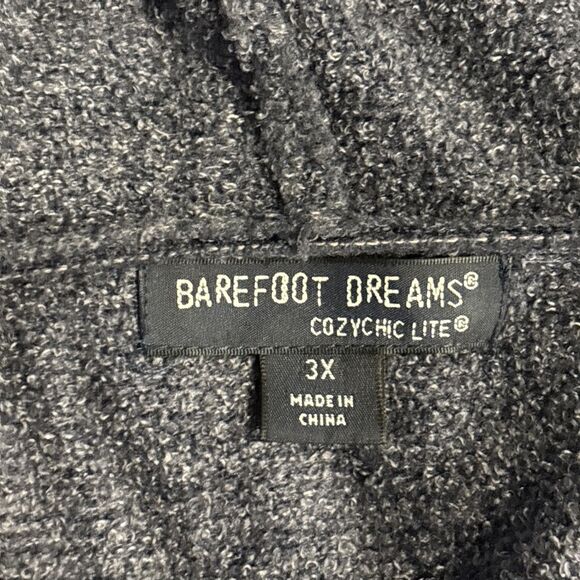 BAREFOOT DREAMS®
COZYCHIC LITE®
3X
MADE IN
CHINA